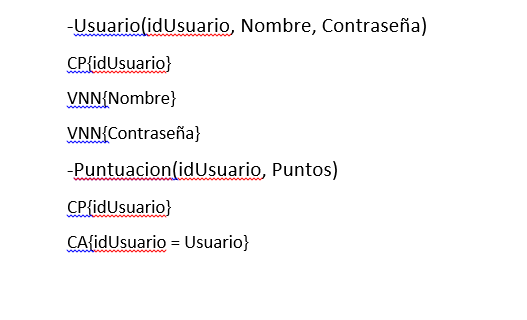 -Usuario(idUsuario, Nombre, Contraseña)
CP{idUsuario}
VNN{Nombre}
VNN{Contraseña}
-Puntuacion(idUsuario, Puntos)
CP{idUsuario}
CA{idUsuario = Usuario}